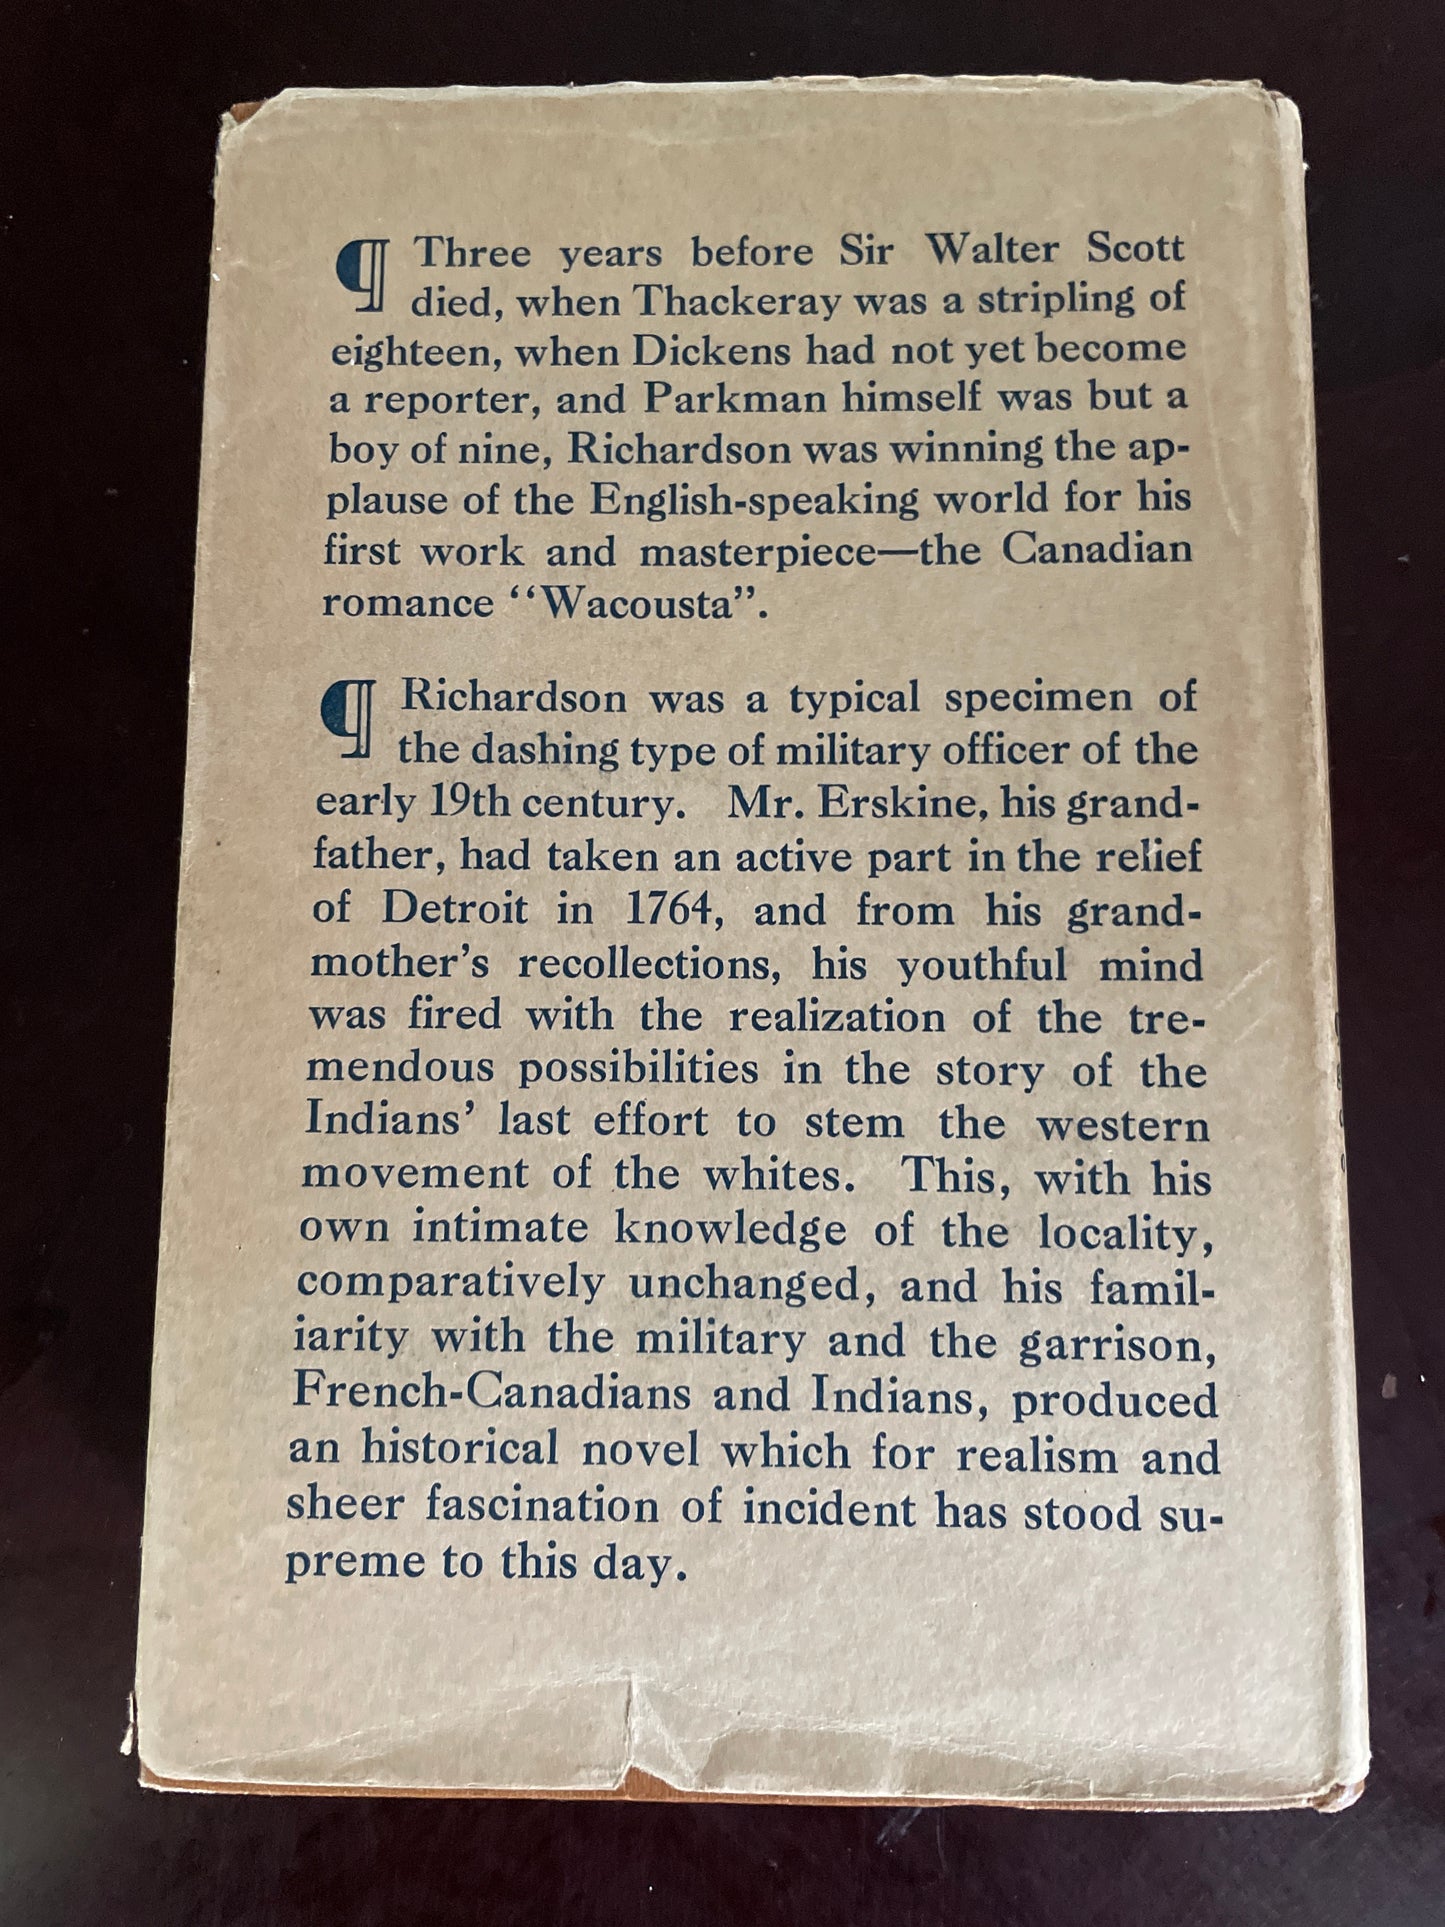 ¶ Three years before Sir Walter Scott
died, when Thackeray was a stripling of
eighteen, when Dickens had not yet become
a reporter, and Parkman himself was but a
boy of nine, Richardson was winning the ap-
plause of the English-speaking world for his
first work and masterpiece—the Canadian
romance “Wacousta”.
¶ Richardson was a typical specimen of
the dashing type of military officer of the
early 19th century. Mr. Erskine, his grand-
father, had taken an active part in the relief
of Detroit in 1764, and from his grand-
mother’s recollections, his youthful mind
was fired with the realization of the tre-
mendous possibilities in the story of the
Indians’ last effort to stem the western
movement of the whites. This, with his
own intimate knowledge of the locality,
comparatively unchanged, and his famil-
iarity with the military and the garrison,
French-Canadians and Indians, produced
an historical novel which for realism and
sheer fascination of incident has stood su-
preme to this day.